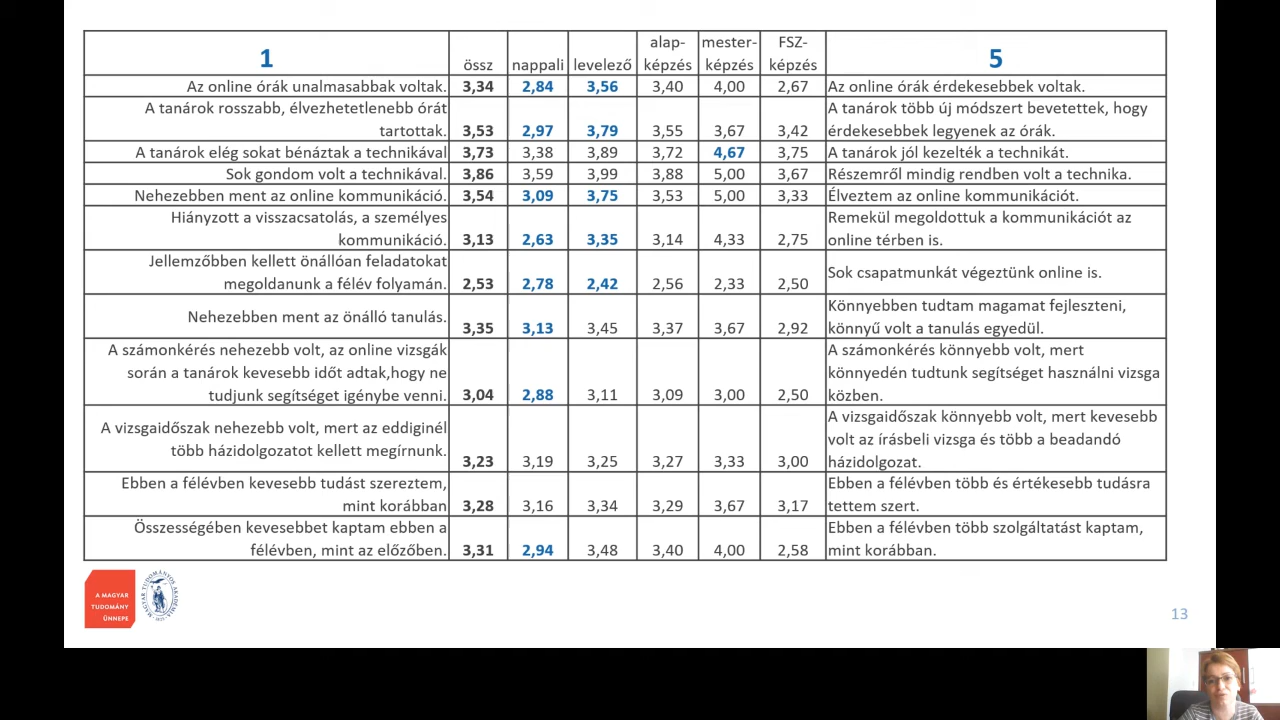 1 össz nappali levelező alap-képzés mester-képzés FSZ-képzés 5
Az online órák unalmasabbak voltak. 3,34 2,84 3,56 3,40 4,00 2,67 Az online órák érdekesebbek voltak.
A tanárok rosszabb, élvezhetetlenebb órát
tartottak. 3,53 2,97 3,79 3,55 3,67 3,42
A tanárok több új módszert bevetettek, hogy
érdekesebbek legyenek az órák.
A tanárok elég sokat bénáztak a technikával 3,73 3,38 3,89 3,72 4,67 3,75 A tanárok jól kezelték a technikát.
Sok gondom volt a technikával. 3,86 3,59 3,99 3,88 5,00 3,67 Részemről mindig rendben volt a technika.
Nehezebben ment az online kommunikáció. 3,54 3,09 3,75 3,53 5,00 3,33 Élveztem az online kommunikációt.
Hiányzott a visszacsatolás, a személyes
kommunikáció. 3,13 2,63 3,35 3,14 4,33 2,75
Remekül megoldottuk a kommunikációt az
online térben is.
Jellemzőbben kellett önállóan feladatokat
megoldanunk a félév folyamán. 2,53 2,78 2,42 2,56 2,33 2,50
Sok csapatmunkát végeztünk online is.
Nehezebben ment az önálló tanulás. 3,35 3,13 3,45 3,37 3,67 2,92
Könnyebben tudtam magamat fejleszteni,
könnyű volt a tanulás egyedül.
A számonkérés nehezebb volt, az online vizsgák
során a tanárok kevesebb időt adtak,hogy ne
tudjunk segítséget igénybe venni. 3,04 2,88 3,11 3,09 3,00 2,50
A számonkérés könnyebb volt, mert
könnyedén tudtunk segítséget használni vizsga
közben.
A vizsgaidőszak nehezebb volt, mert az eddiginél
több házidolgozatot kellett megírnunk. 3,23 3,19 3,25 3,27 3,33 3,00
A vizsgaidőszak könnyebb volt, mert kevesebb
volt az írásbeli vizsga és több a beadandó
házidolgozat.
Ebben a félévben kevesebb tudást szereztem,
mint korábban 3,28 3,16 3,34 3,29 3,67 3,17
Ebben a félévben több és értékesebb tudásra
tettem szert.
Összességében kevesebbet kaptam ebben a
félévben, mint az előzőben. 3,31 2,94 3,48 3,40 4,00 2,58
Ebben a félévben több szolgáltatást kaptam,
mint korábban.
A MAGYAR
TUDOMÁNY
ÜNNEPE
MAGYAR TUDOMÁNYOS AKADÉMIA
13